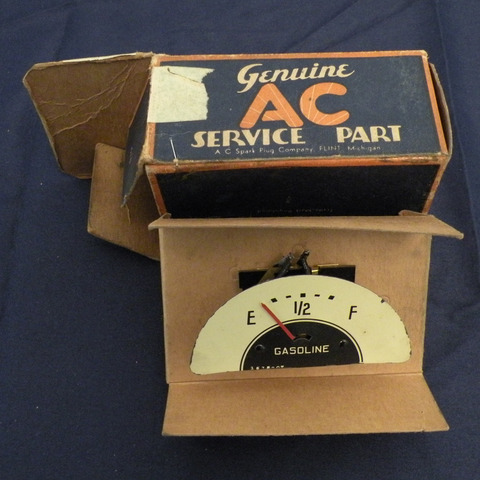 Genuine
AC
SERVICE PART
A C Spark Plug Company, FLINT, Michigan
E 1/2 F
GASOLINE